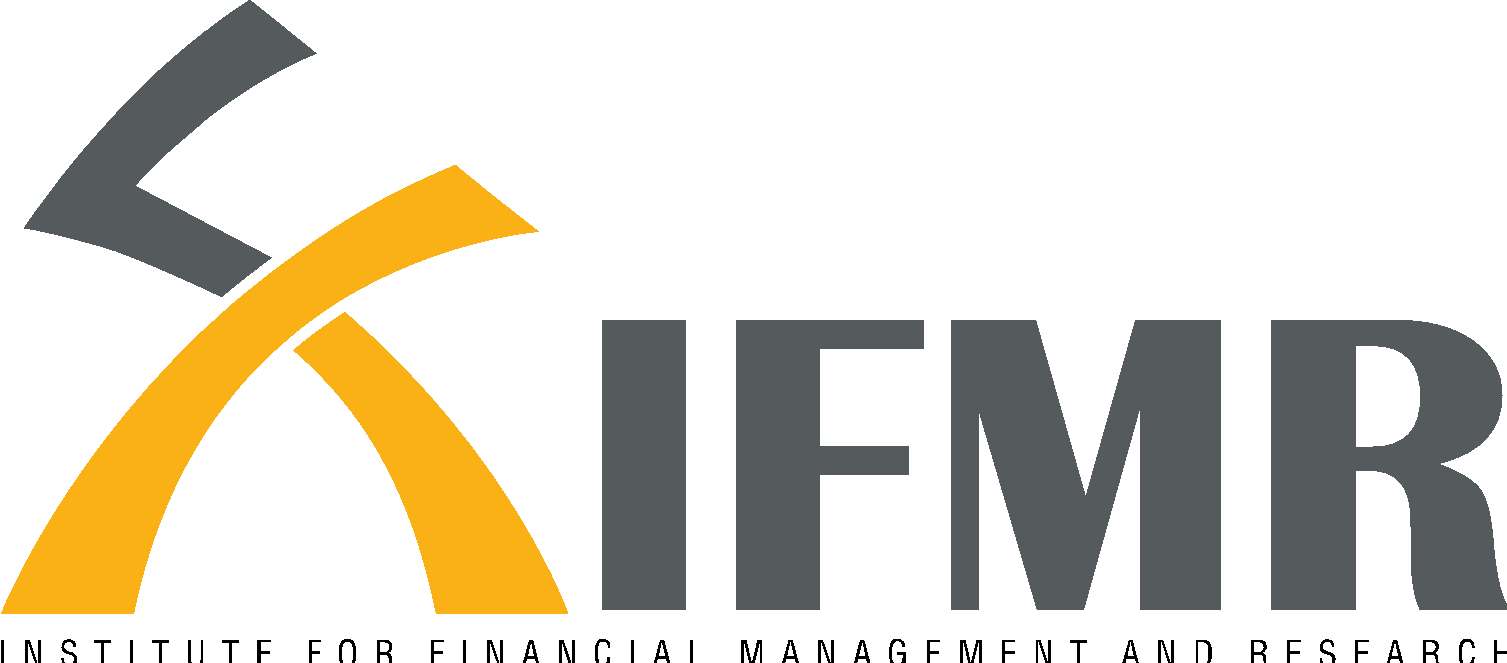 IFMR
INSTITUTE FOR FINANCIAL MANAGEMENT AND RESEARCH